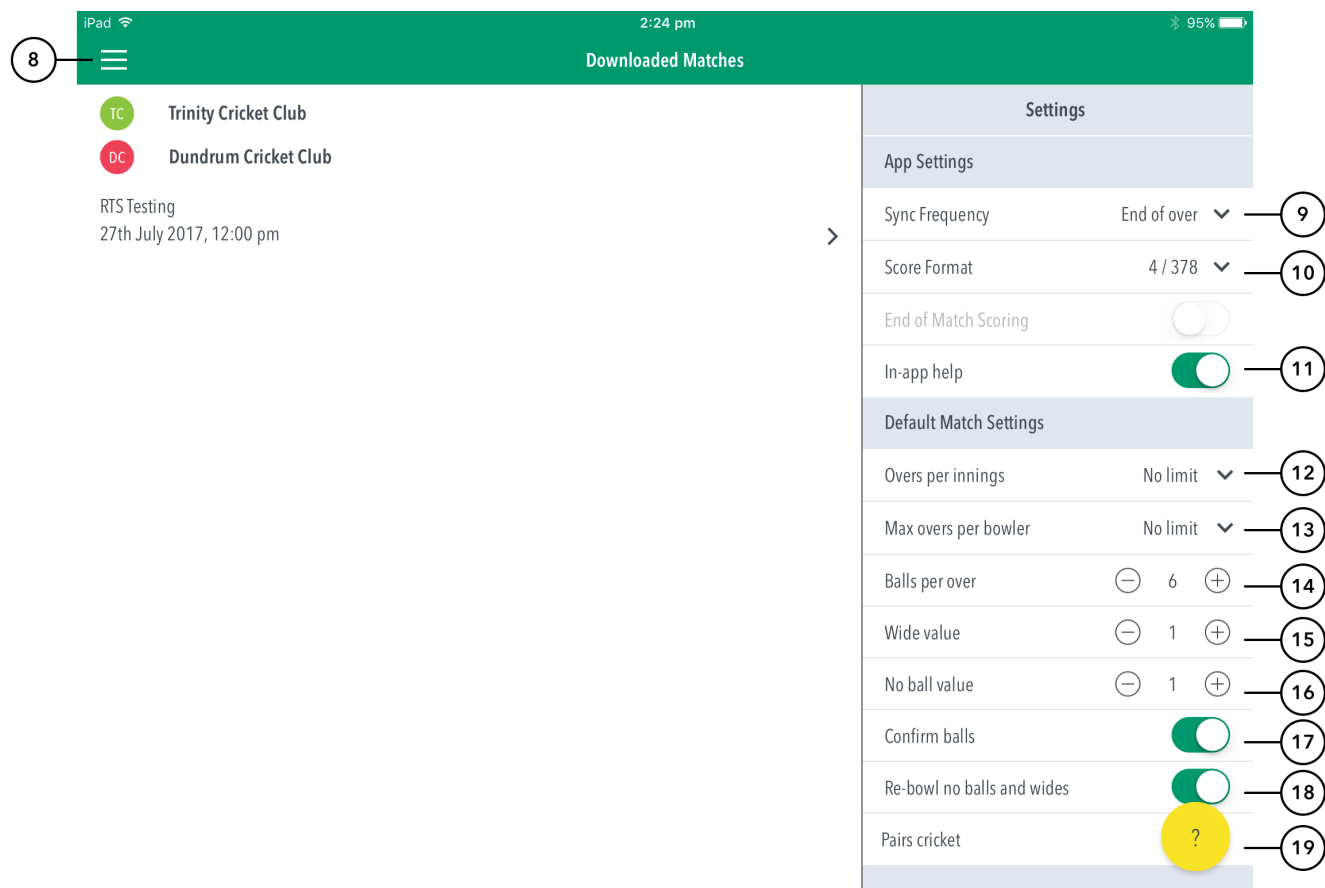 iPad 2:24 pm 95%
8 Downloaded Matches
TC Trinity Cricket Club
DC Dundrum Cricket Club
RTS Testing
27th July 2017, 12:00 pm
Settings
App Settings
Sync Frequency End of over 9
Score Format 4 / 378 10
End of Match Scoring
In-app help 11
Default Match Settings
Overs per innings No limit 12
Max overs per bowler No limit 13
Balls per over 6 14
Wide value 1 15
No ball value 1 16
Confirm balls 17
Re-bowl no balls and wides 18
Pairs cricket ? 19